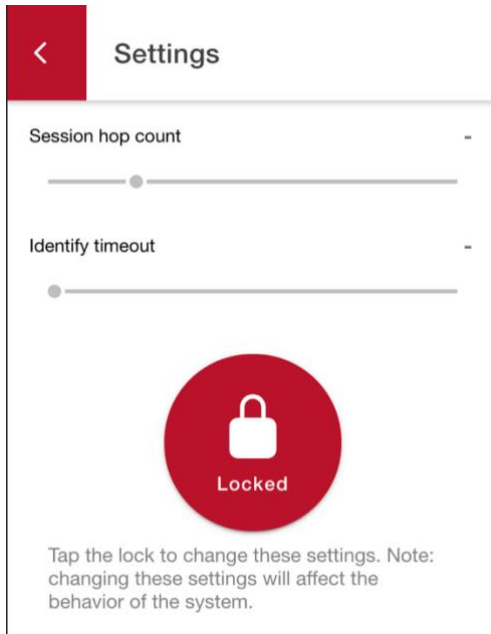 Settings
Session hop count -
Identify timeout -
Locked
Tap the lock to change these settings. Note:
changing these settings will affect the
behavior of the system.